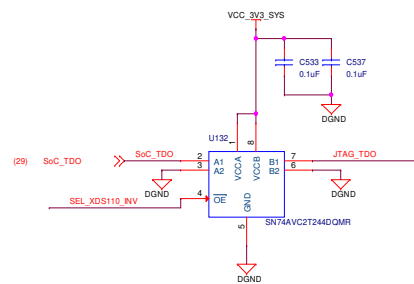 VCC_3V3_SYS
C533
0.1uF
C537
0.1uF
DGND
U132
1
8
VCCA
VCCB
(29) SoC_TDO
SoC_TDO
2
A1
B1
7
JTAG_TDO
3
A2
B2
6
DGND
DGND
SEL_XDS110_INV
4
OE
GND
SN74AVC2T244DQMR
5
DGND